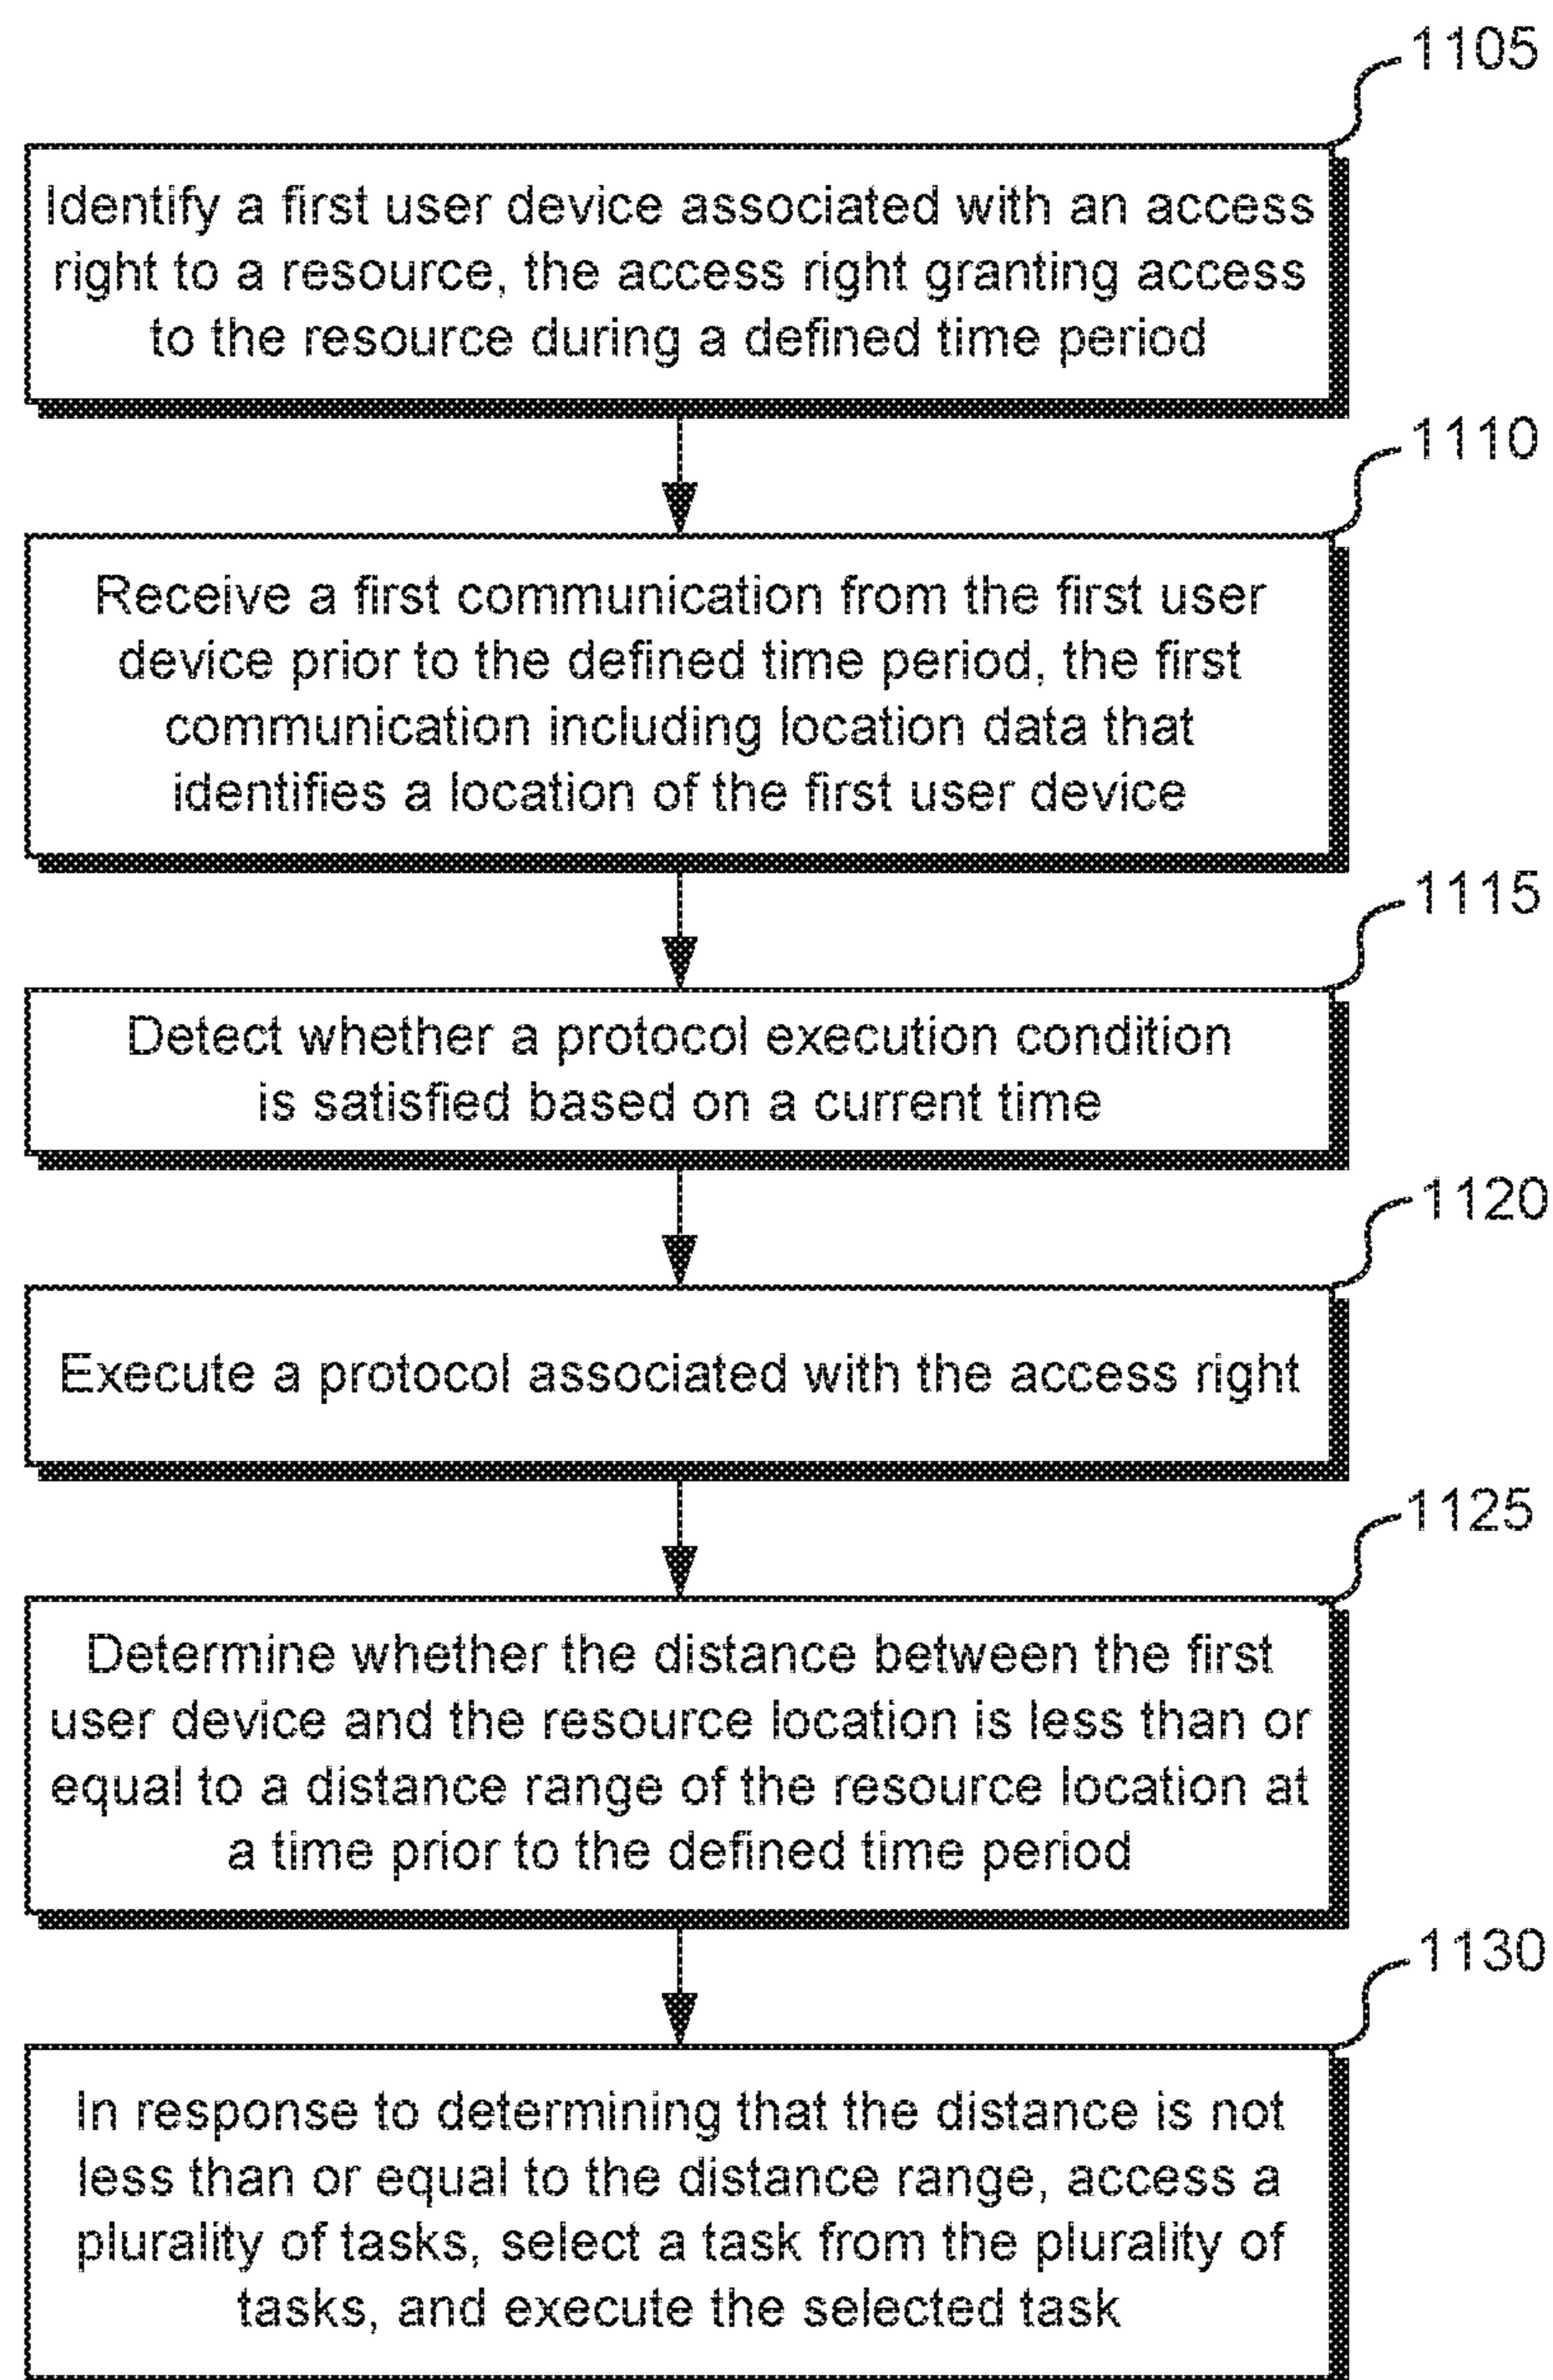 1105
Identify a first user device associated with an access
right to a resource, the access right granting access
to the resource during a defined time period
1110
Receive a first communication from the first user
device prior to the defined time period, the first
communication including location data that
identifies a location of the first user device
1115
Detect whether a protocol execution condition
is satisfied based on a current time
1120
Execute a protocol associated with the access right
1125
Determine whether the distance between the first
user device and the resource location is less than or
equal to a distance range of the resource location at
a time prior to the defined time period
1130
In response to determining that the distance is not
less than or equal to the distance range, access a
plurality of tasks, select a task from the plurality of
tasks, and execute the selected task